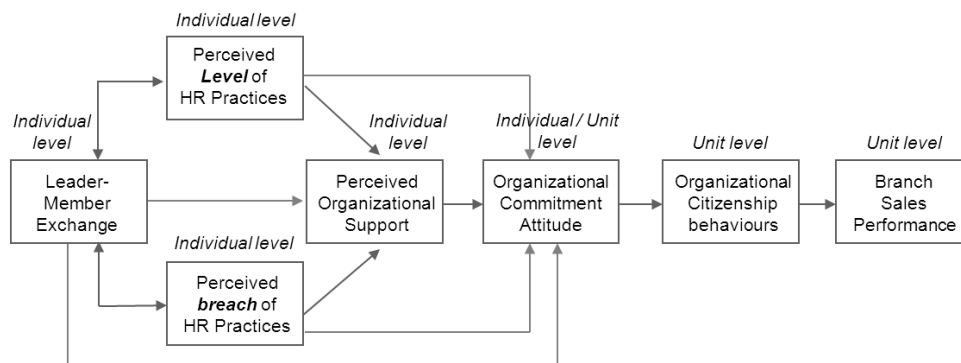 Individual level
Perceived
Level of
HR Practices
Individual
level
Leader-
Member
Exchange
Individual level
Perceived
breach of
HR Practices
Individual
level
Perceived
Organizational
Support
Individual / Unit
level
Organizational
Commitment
Attitude
Unit level
Organizational
Citizenship
behaviours
Unit level
Branch
Sales
Performance